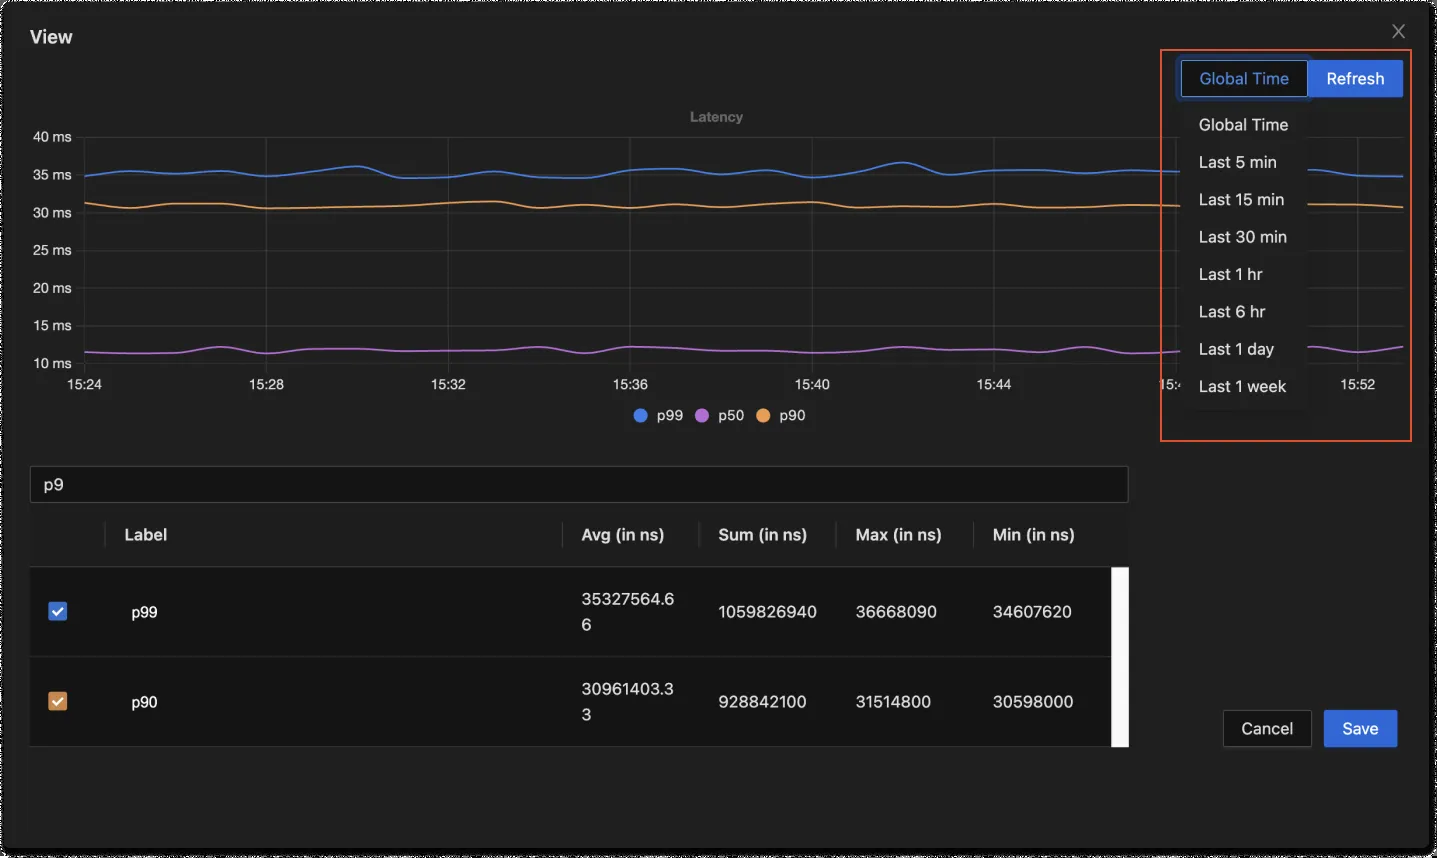 View
Global Time
Refresh
Latency
Global Time
Last 5 min
Last 15 min
Last 30 min
Last 1 hr
Last 6 hr
Last 1 day
Last 1 week
40 ms
35 ms
30 ms
25 ms
20 ms
15 ms
10 ms
15:24 15:28 15:32 15:36 15:40 15:44 15:52
p99 p50 p90
p9
Label Avg (in ns) Sum (in ns) Max (in ns) Min (in ns)
p99 35327564.6 1059826940 36668090 34607620
6
p90 30961403.3 928842100 31514800 30598000
3
Cancel Save